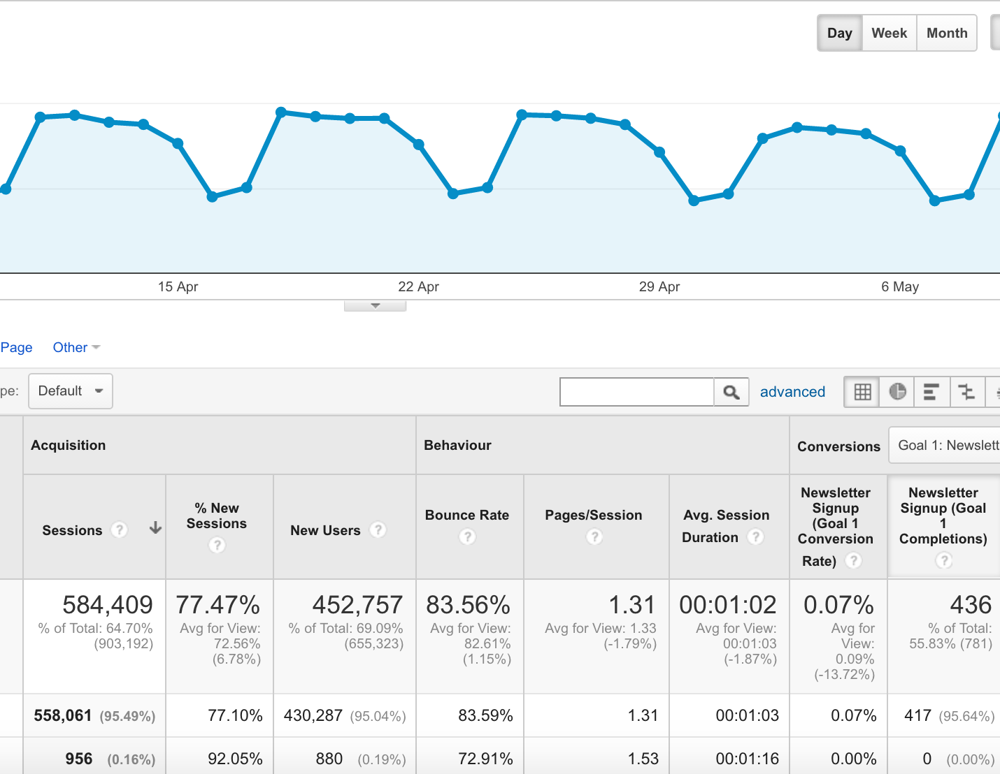 Day Week Month
15 Apr 22 Apr 29 Apr 6 May
Page Other
pe: Default advanced
Acquisition Behaviour Conversions Goal 1: Newslett
Sessions ?
% New
Sessions
?
New Users ?
Bounce Rate
?
Pages/Session
?
Avg. Session
Duration ?
Newsletter
Signup
(Goal 1
Conversion
Rate) ?
Newsletter
Signup (Goal
1
Completions)
?
584,409
% of Total: 64.70%
(903,192)
77.47%
Avg for View:
72.56%
(6.78%)
452,757
% of Total: 69.09%
(655,323)
83.56%
Avg for View:
82.61%
(1.15%)
1.31
Avg for View: 1.33
(-1.79%)
00:01:02
Avg for View:
00:01:03
(-1.87%)
0.07%
Avg for
View:
0.09%
(-13.72%)
436
% of Total:
55.83% (781)
558,061 (95.49%) 77.10% 430,287 (95.04%) 83.59% 1.31 00:01:03 0.07% 417 (95.64%)
956 (0.16%) 92.05% 880 (0.19%) 72.91% 1.53 00:01:16 0.00% 0 (0.00%)